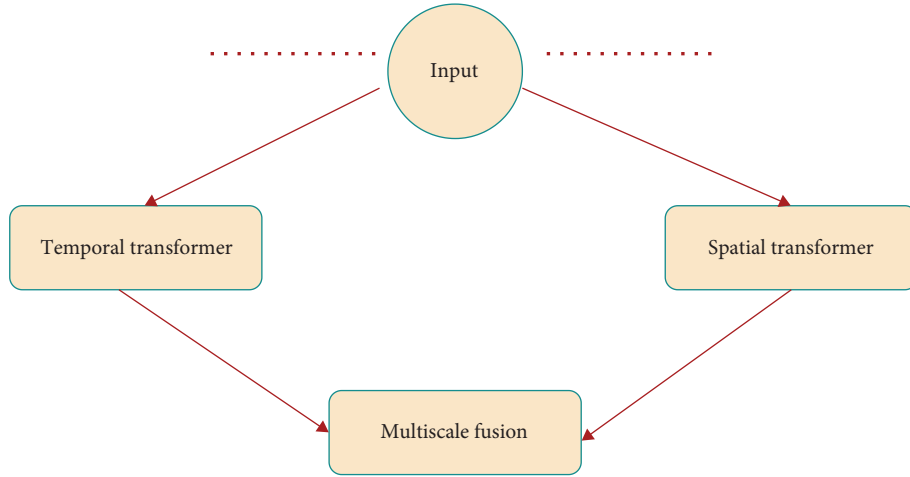 Input
Temporal transformer
Spatial transformer
Multiscale fusion